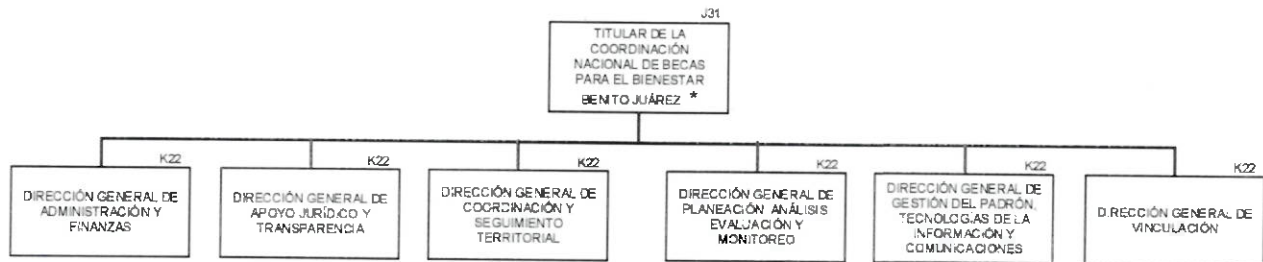 J31
TITULAR DE LA
COORDINACIÓN
NACIONAL DE BECAS
PARA EL BIENESTAR
BENITO JUÁREZ *
K22
DIRECCIÓN GENERAL DE
ADMINISTRACIÓN Y
FINANZAS
K22
DIRECCIÓN GENERAL DE
APOYO JURÍDICO Y
TRANSPARENCIA
K22
DIRECCIÓN GENERAL DE
COORDINACIÓN Y
SEGUIMIENTO
TERRITORIAL
K22
DIRECCIÓN GENERAL DE
PLANEACIÓN, ANÁLISIS
EVALUACIÓN Y
MONITOREO
K22
DIRECCIÓN GENERAL DE
GESTIÓN DEL PADRÓN,
TECNOLOGÍAS DE LA
INFORMACIÓN Y
COMUNICACIONES
K22
DIRECCIÓN GENERAL DE
VINCULACIÓN